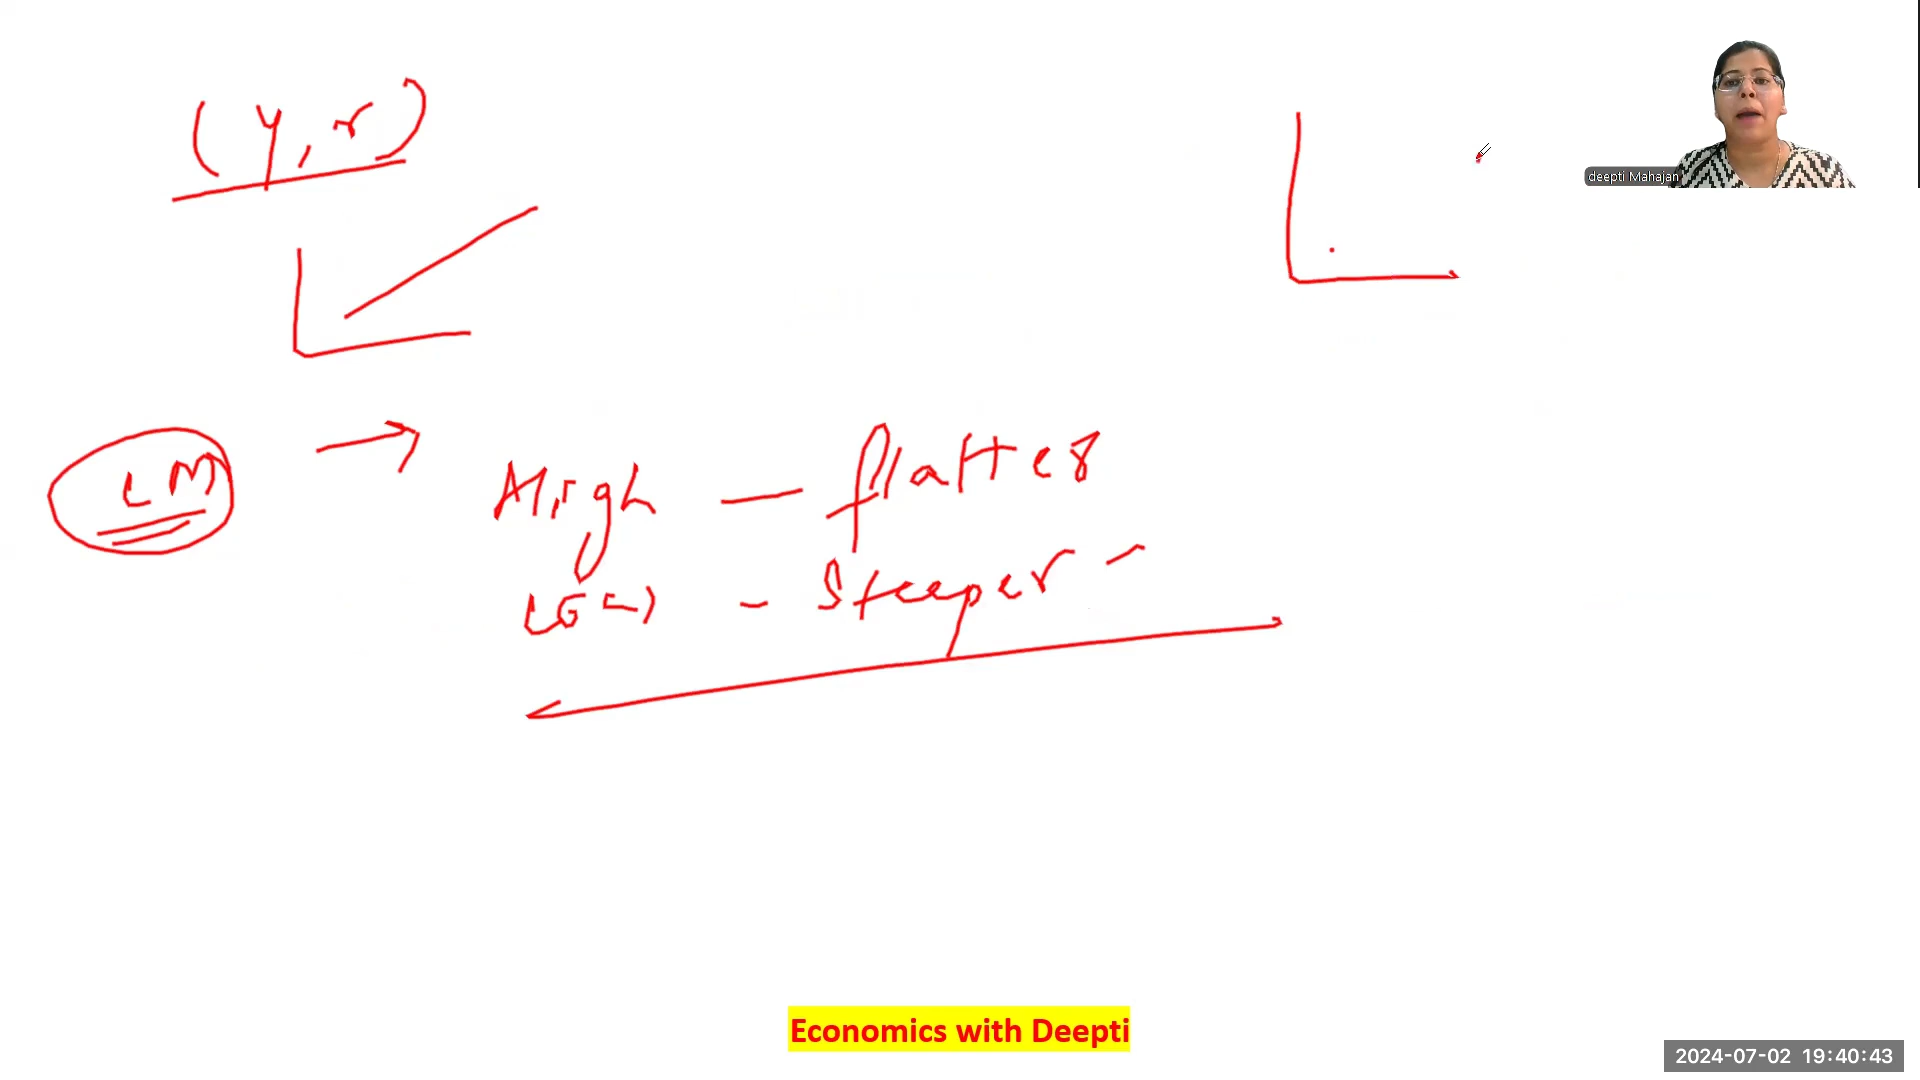 (y, r)
deepti Mahajan
LM
High — flatter
Low - Steeper -
Economics with Deepti
2024-07-02 19:40:43